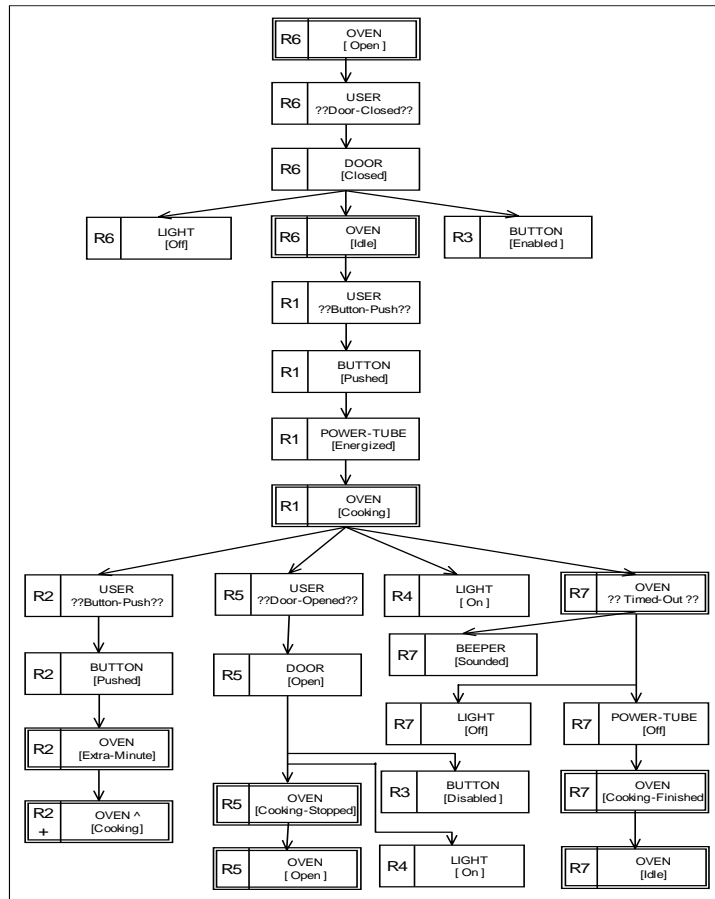 R6 OVEN
[ Open ]
R6 USER
??Door-Closed??
R6 DOOR
[Closed]
R6 LIGHT
[Off]
R6 OVEN
[Idle]
R3 BUTTON
[Enabled ]
R1 USER
??Button-Push??
R1 BUTTON
[Pushed]
R1 POWER-TUBE
[Energized]
R1 OVEN
[Cooking]
R2 USER
??Button-Push??
R5 USER
??Door-Opened??
R4 LIGHT
[ On ]
R7 OVEN
?? Timed-Out ??
R2 BUTTON
[Pushed]
R5 DOOR
[Open]
R7 BEEPER
[Sounded]
R7 LIGHT
[Off]
R7 POWER-TUBE
[Off]
R2 OVEN
[Extra-Minute]
R5 OVEN
[Cooking-Stopped]
R3 BUTTON
[Disabled ]
R7 OVEN
[Cooking-Finished
R2 + OVEN ^
[Cooking]
R5 OVEN
[ Open ]
R4 LIGHT
[ On ]
R7 OVEN
[Idle]